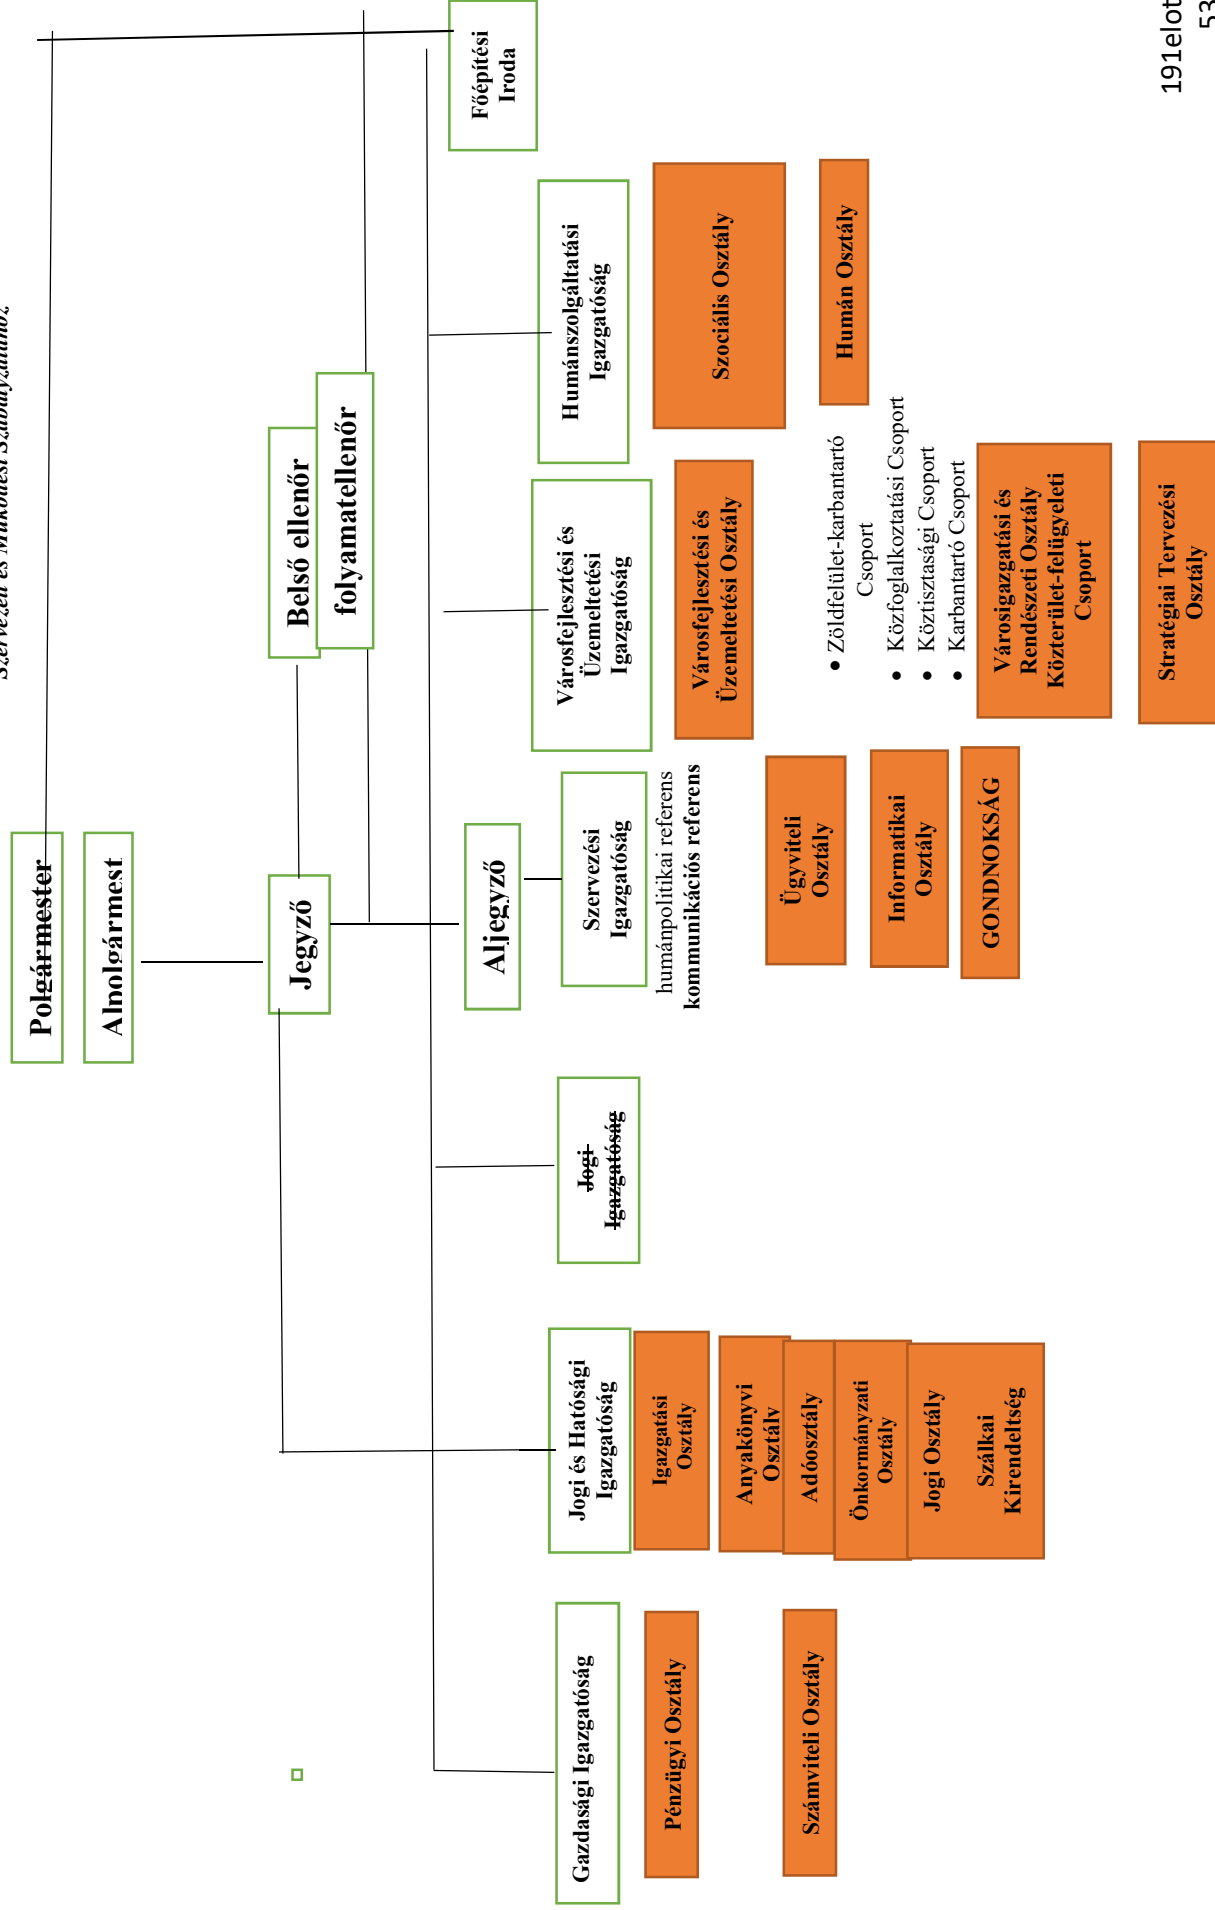 Szervezeti és Működési Szabályzatához
Polgármester
Alpolgármest
Jegyző
Belső ellenőr
folyamatellenőr
Aljegyző
Főépítési
Iroda
Gazdasági Igazgatóság
Pénzügyi Osztály
Számviteli Osztály
Jogi és Hatósági
Igazgatóság
Igazgatási
Osztály
Anyakönyvi
Osztály
Adóosztály
Önkormányzati
Osztály
Jogi Osztály
Szálkai
Kirendeltség
Jogi
Igazgatóság
Szervezési
Igazgatóság
humánpolitikai referens
kommunikációs referens
Ügyviteli
Osztály
Informatikai
Osztály
GONDNOKSÁG
Városfejlesztési és
Üzemeltetési
Igazgatóság
Városfejlesztési és
Üzemeltetési Osztály
• Zöldfelület-karbantartó
Csoport
• Közfoglalkoztatási Csoport
• Köztisztasági Csoport
• Karbantartó Csoport
Városigazgatási és
Rendészeti Osztály
Közterület-felügyeleti
Csoport
Stratégiai Tervezési
Osztály
Humánszolgáltatási
Igazgatóság
Szociális Osztály
Humán Osztály
191elot
53